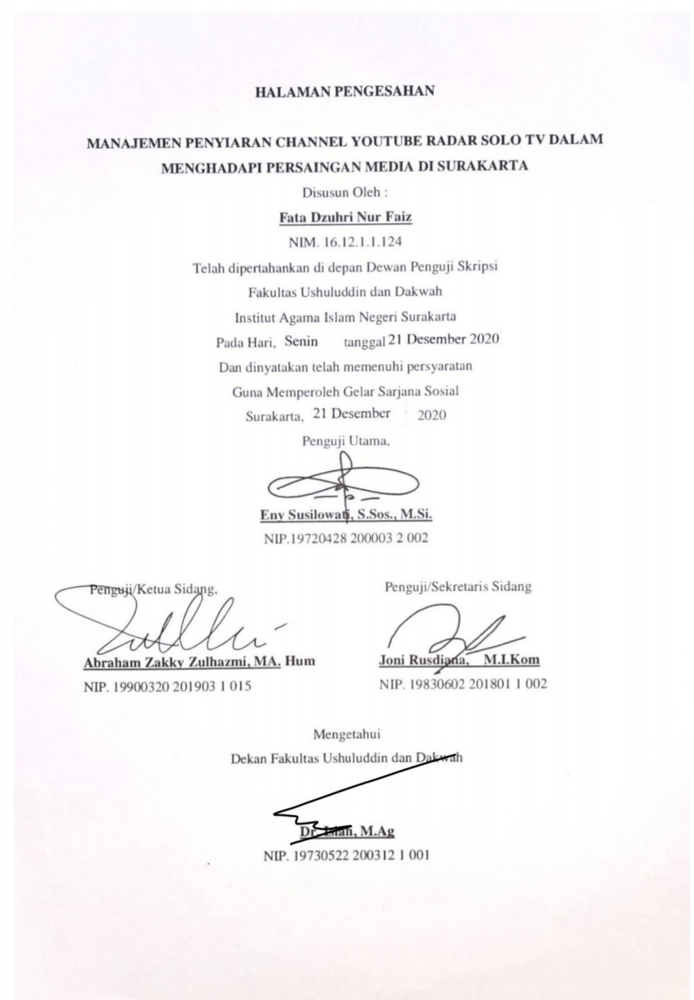 HALAMAN PENGESAHAN
MANAJEMEN PENYIARAN CHANNEL YOUTUBE RADAR SOLO TV DALAM
MENGHADAPI PERSAINGAN MEDIA DI SURAKARTA
Disusun Oleh :
Fata Dzuhri Nur Faiz
NIM. 16.12.1.1.124
Telah dipertahankan di depan Dewan Penguji Skripsi
Fakultas Ushuluddin dan Dakwah
Institut Agama Islam Negeri Surakarta
Pada Hari, Senin tanggal 21 Desember 2020
Dan dinyatakan telah memenuhi persyaratan
Guna Memperoleh Gelar Sarjana Sosial
Surakarta, 21 Desember 2020
Penguji Utama,
Eny Susilowati, S.Sos., M.Si.
NIP.19720428 200003 2 002
Penguji/Ketua Sidang,
Abraham Zakky Zulhazmi, MA. Hum
NIP. 19900320 201903 1 015
Penguji/Sekretaris Sidang
Joni Rusdiana, M.I.Kom
NIP. 19830602 201801 1 002
Mengetahui
Dekan Fakultas Ushuluddin dan Dakwah
Dr. Islah, M.Ag
NIP. 19730522 200312 1 001